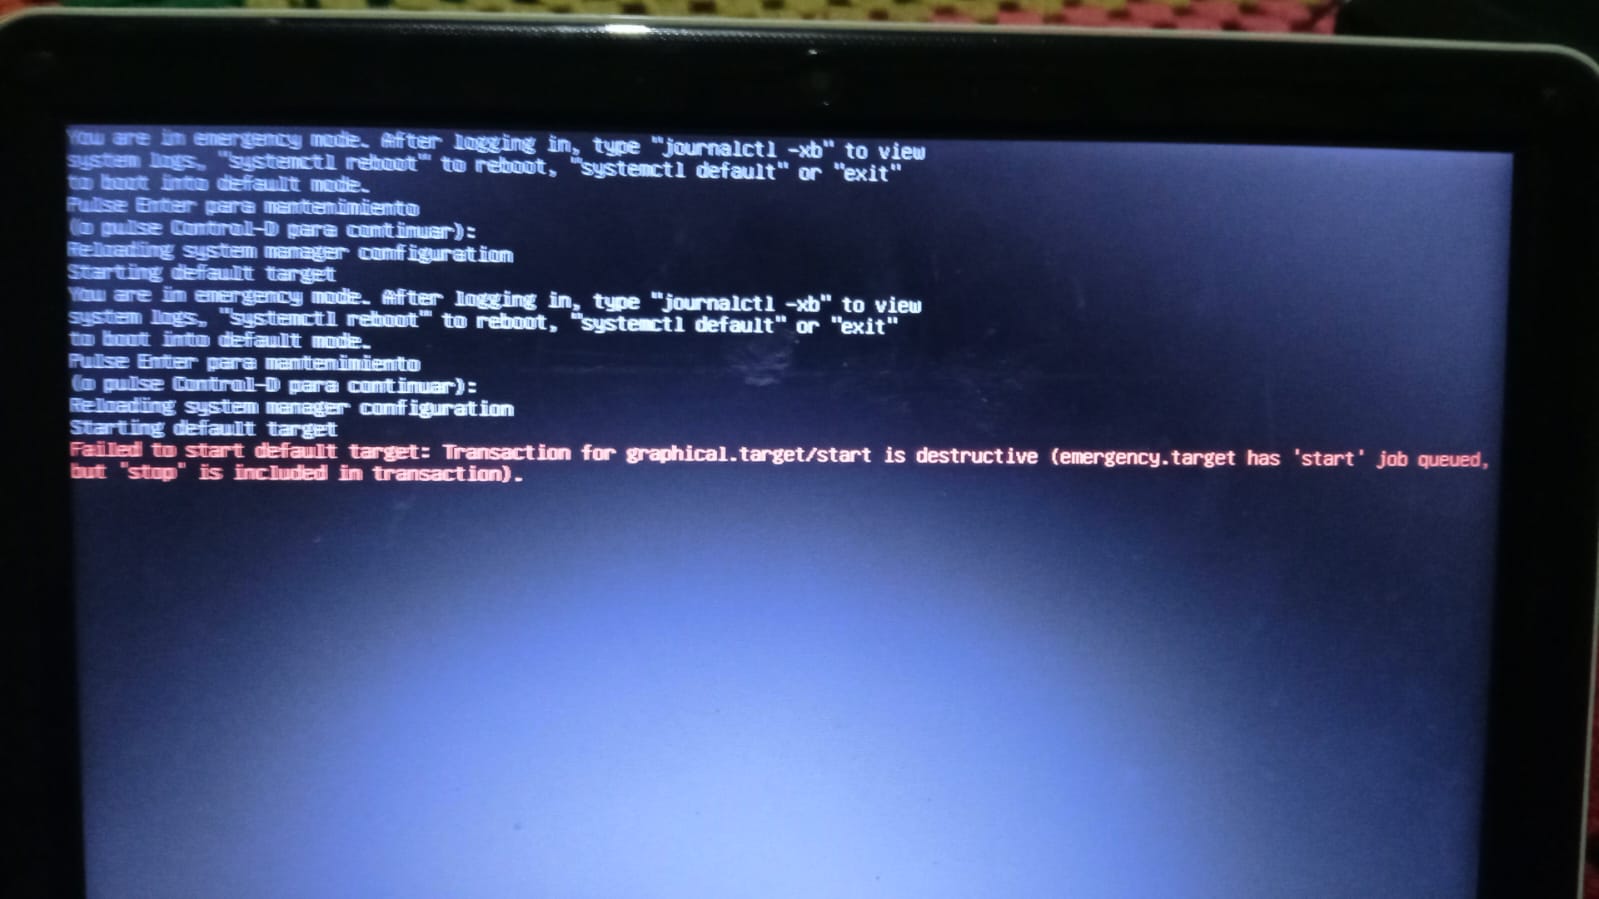 You are in emergency mode. After logging in, type "journalctl -xb" to view
system logs, "systemctl reboot" to reboot, "systemctl default" or "exit"
to boot into default mode.
Pulse Enter para mantenimiento
(o pulse Control-D para continuar):
Reloading system manager configuration
Starting default target
You are in emergency mode. After logging in, type "journalctl -xb" to view
system logs, "systemctl reboot" to reboot, "systemctl default" or "exit"
to boot into default mode.
Pulse Enter para mantenimiento
(o pulse Control-D para continuar):
Reloading system manager configuration
Starting default target
Failed to start default target: Transaction for graphical.target/start is destructive (emergency.target has 'start' job queued,
but "stop" is included in transaction).